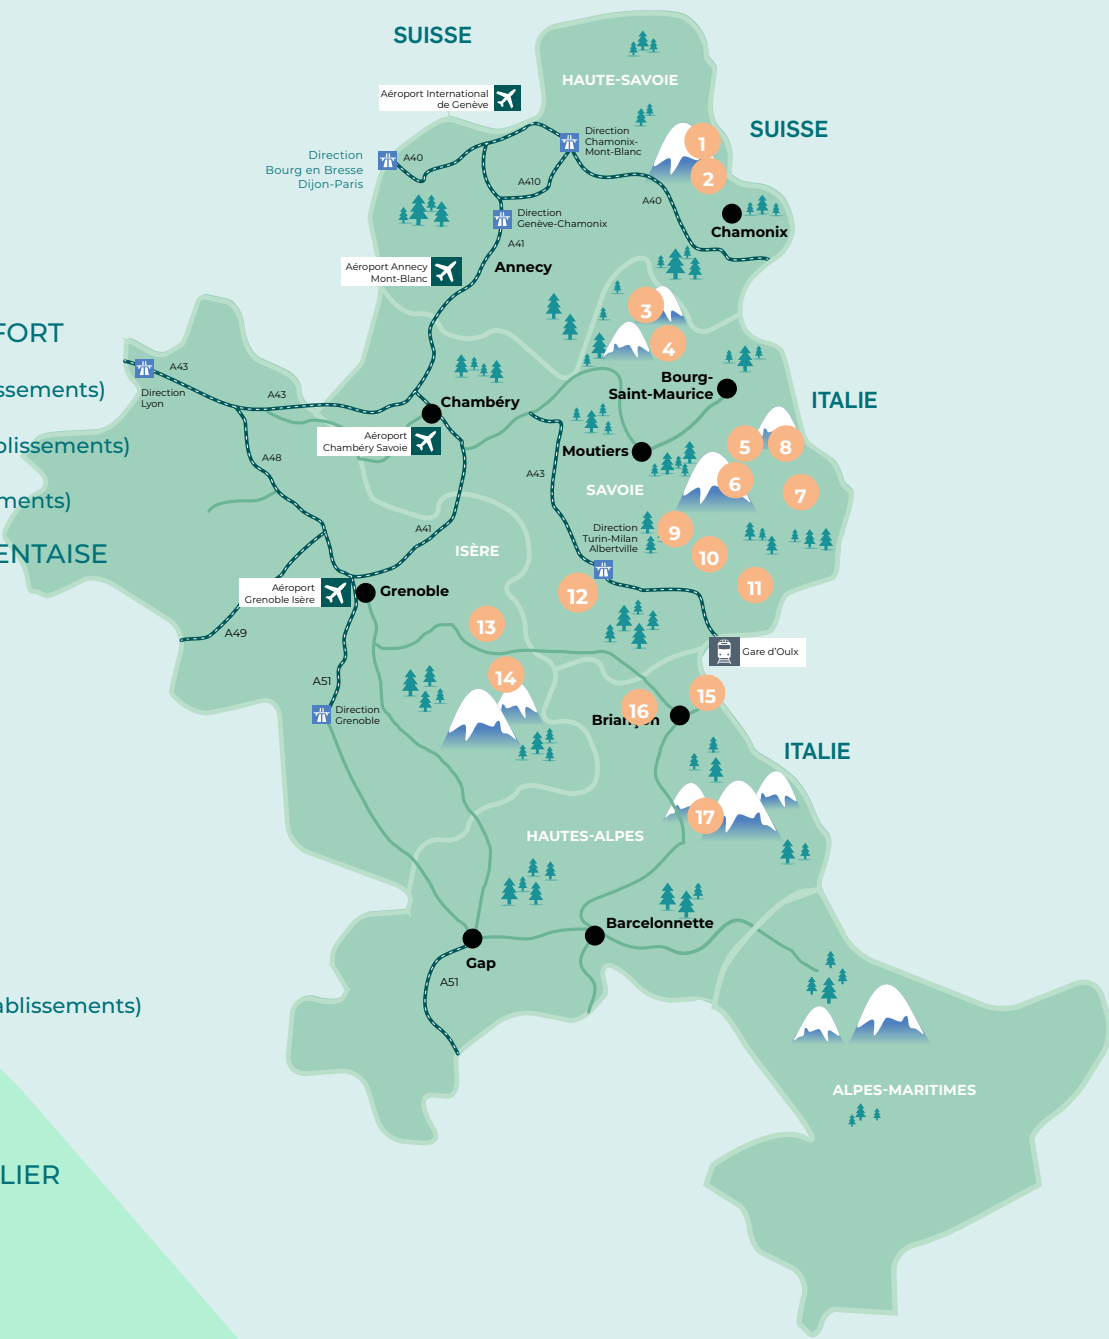 SUISSE
HAUTE-SAVOIE
Aéroport International
de Genève
SUISSE
Direction
Chamonix-
Mont-Blanc
1
Direction
Bourg en Bresse
Dijon-Paris
A40
2
A410
A40
Direction
Genève-Chamonix
Chamonix
A41
Aéroport Annecy
Mont-Blanc
Annecy
3
FORT
4
A43
Direction
Lyon
A43
Bourg-
Saint-Maurice
ssements)
Chambéry
ITALIE
Aéroport
Chambéry Savoie
blissements)
5
8
Moutiers
A48
A43
6
SAVOIE
7
ments)
A41
Direction
Turin-Milan
Albertville
9
ENTAISE
ISÈRE
10
Aéroport
Grenoble Isère
Grenoble
12
11
A49
13
Gare d'Oulx
A51
14
15
Direction
Grenoble
16
Briançon
ITALIE
17
HAUTES-ALPES
Barcelonnette
Gap
A51
ablissements)
ALPES-MARITIMES
LIER